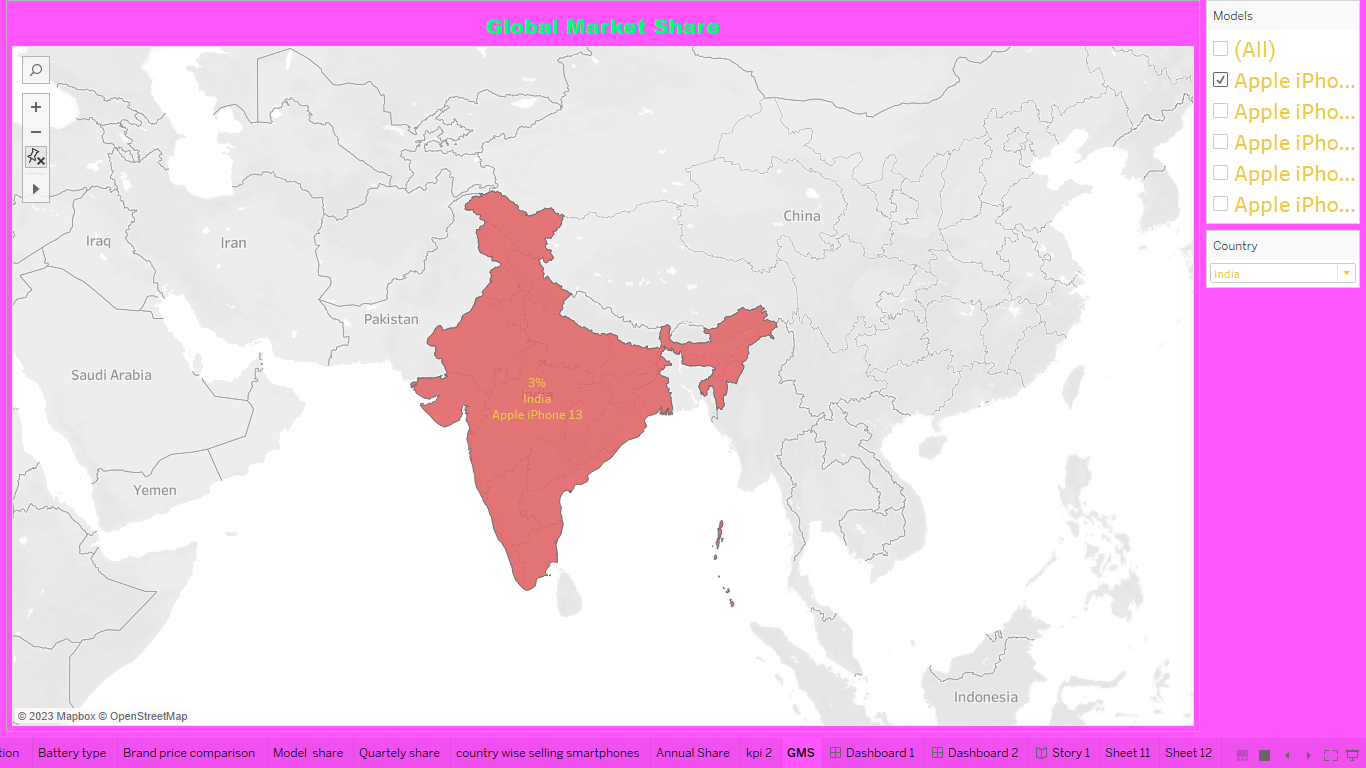 Global Market Share
Models
(All)
Apple iPho...
Apple iPho...
Apple iPho...
Apple iPho...
Apple iPho...
Country
India
China
Iraq
Iran
Pakistan
Saudi Arabia
3%
India
Apple iPhone 13
Yemen
Indonesia
© 2023 Mapbox © OpenStreetMap
tion
Battery type
Brand price comparison
Model share
Quartely share
country wise selling smartphones
Annual Share
kpi 2
GMS
Dashboard 1
Dashboard 2
Story 1
Sheet 11
Sheet 12